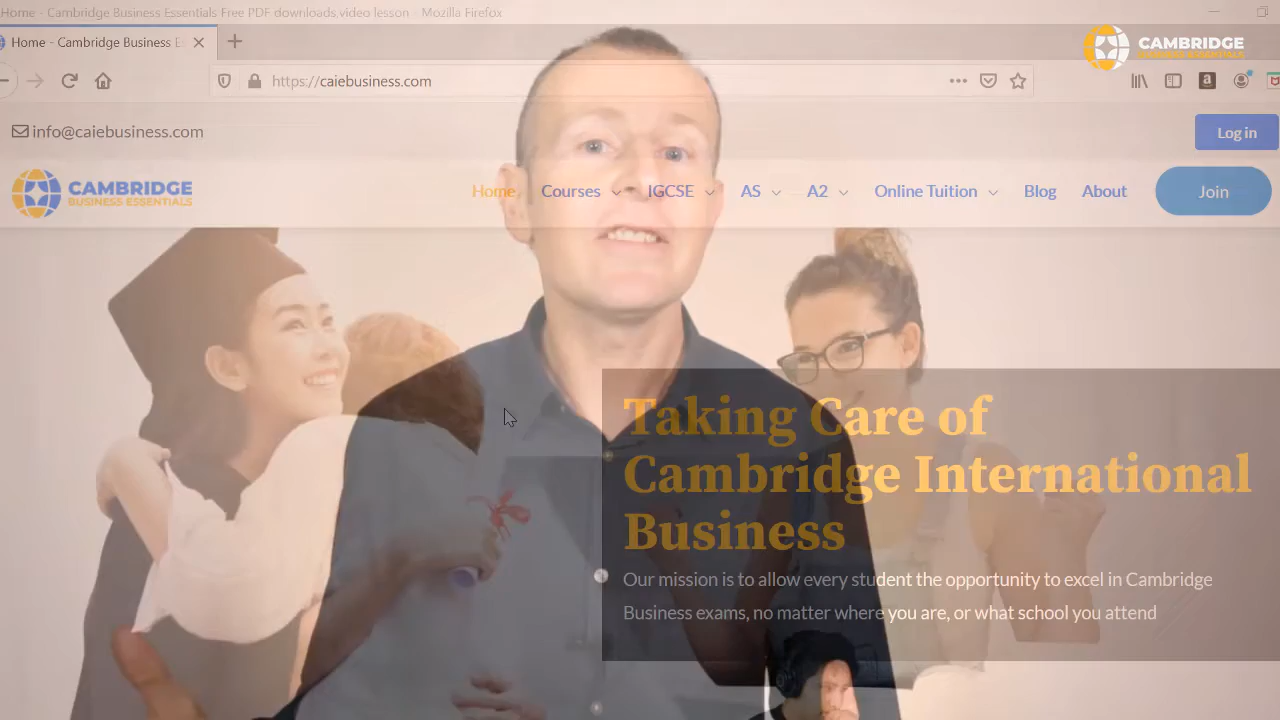 Home - Cambridge Business Essentials Free PDF downloads,video lesson - Mozilla Firefox
Home - Cambridge Business Es
CAMBRIDGE
BUSINESS ESSENTIALS
https://caiebusiness.com
info@caiebusiness.com
Log in
CAMBRIDGE
BUSINESS ESSENTIALS
Home Courses IGCSE AS A2 Online Tuition Blog About Join
Taking Care of
Cambridge International
Business
Our mission is to allow every student the opportunity to excel in Cambridge
Business exams, no matter where you are, or what school you attend